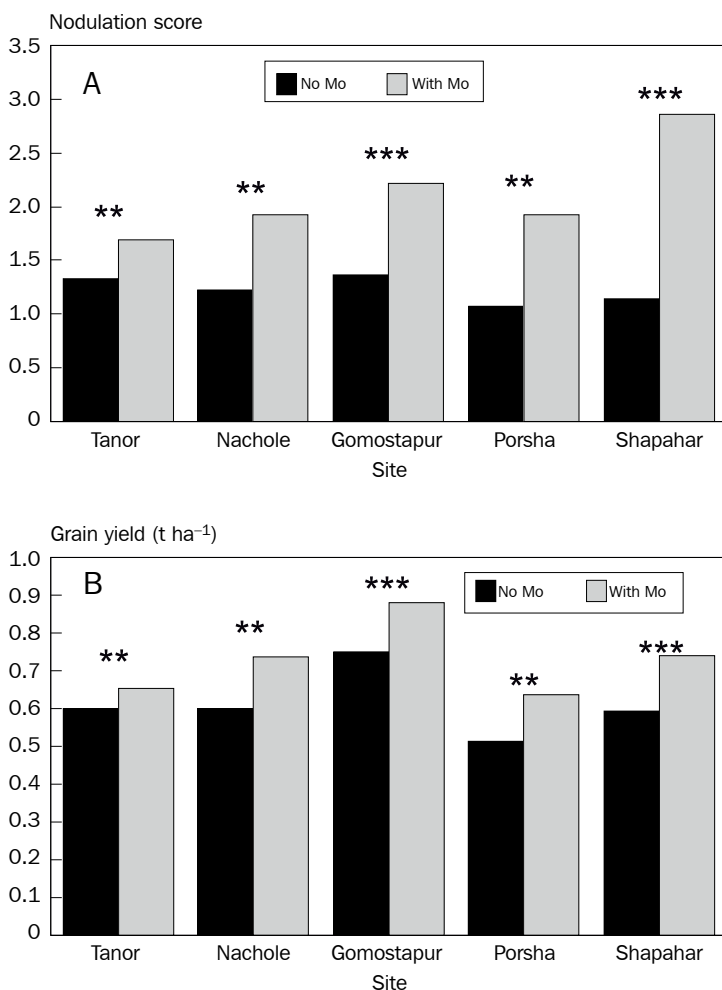 Nodulation score
3.5
A
No Mo With Mo
3.0
***
2.5
***
**
**
2.0
**
1.5
1.0
0.5
0
Tanor Nachole Gomostapur Porsha Shapahar
Site
Grain yield (t ha⁻¹)
1.0
B
***
No Mo With Mo
0.9
0.8
**
***
**
0.7
**
0.6
0.5
0.4
0.3
0.2
0.1
0
Tanor Nachole Gomostapur Porsha Shapahar
Site